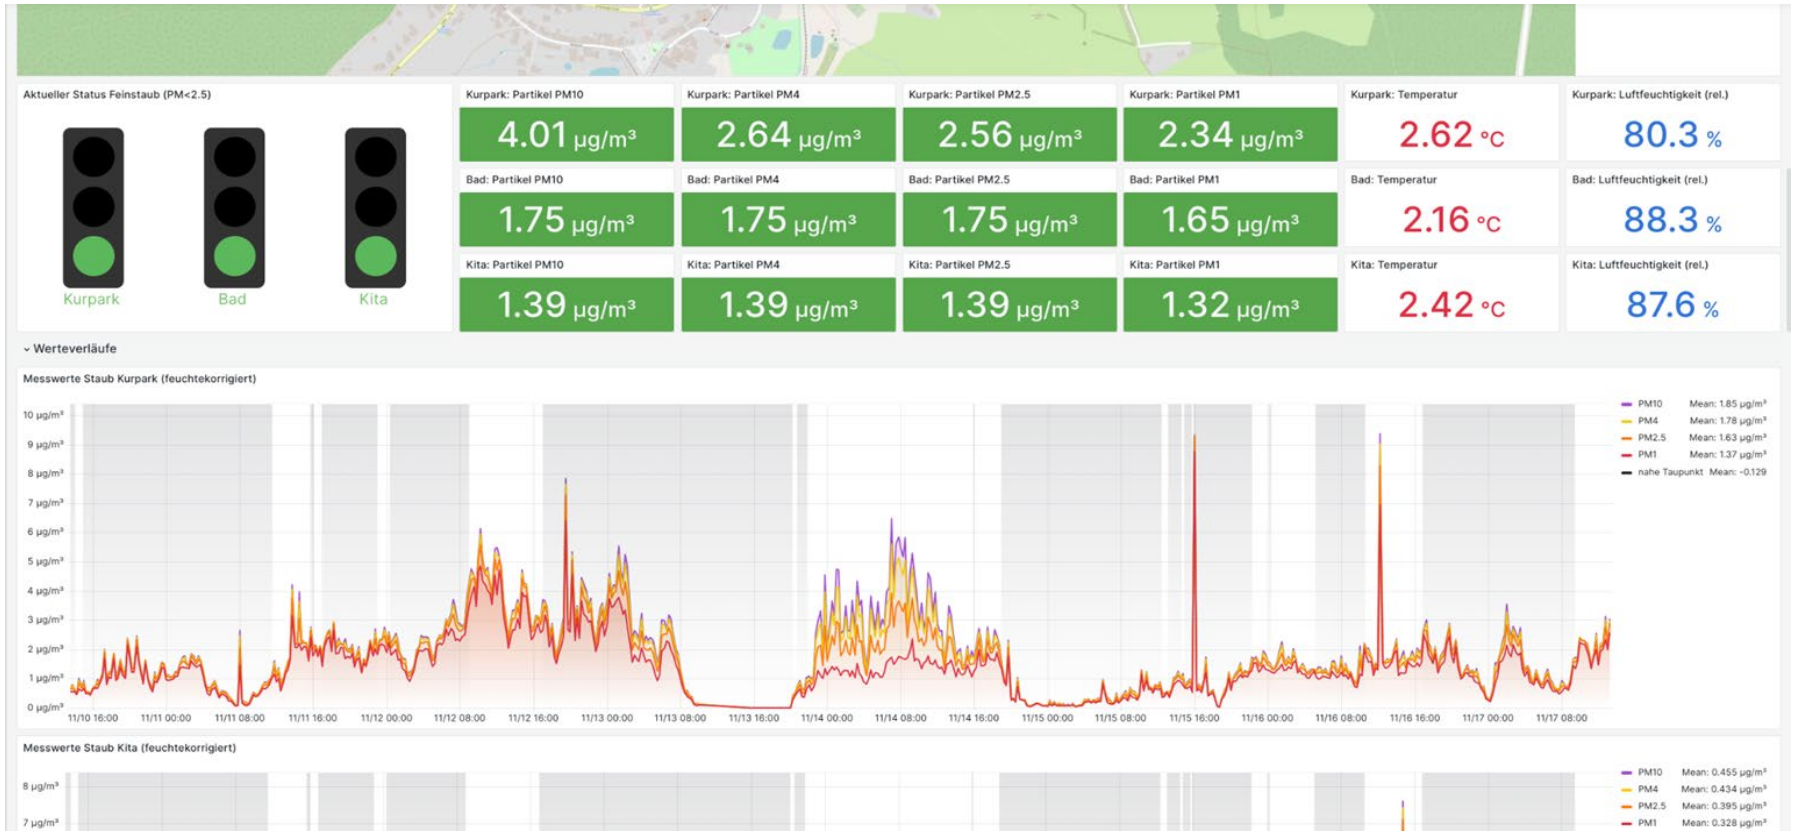 Aktueller Status Feinstaub (PM<2.5)
Kurpark
Bad
Kita
Kurpark: Partikel PM10
4.01 µg/m³
Kurpark: Partikel PM4
2.64 µg/m³
Kurpark: Partikel PM2.5
2.56 µg/m³
Kurpark: Partikel PM1
2.34 µg/m³
Kurpark: Temperatur
2.62 °C
Kurpark: Luftfeuchtigkeit (rel.)
80.3 %
Bad: Partikel PM10
1.75 µg/m³
Bad: Partikel PM4
1.75 µg/m³
Bad: Partikel PM2.5
1.75 µg/m³
Bad: Partikel PM1
1.65 µg/m³
Bad: Temperatur
2.16 °C
Bad: Luftfeuchtigkeit (rel.)
88.3 %
Kita: Partikel PM10
1.39 µg/m³
Kita: Partikel PM4
1.39 µg/m³
Kita: Partikel PM2.5
1.39 µg/m³
Kita: Partikel PM1
1.32 µg/m³
Kita: Temperatur
2.42 °C
Kita: Luftfeuchtigkeit (rel.)
87.6 %
Werteverläufe
Messwerte Staub Kurpark (feuchtekorrigiert)
10 µg/m³
9 µg/m³
8 µg/m³
7 µg/m³
6 µg/m³
5 µg/m³
4 µg/m³
3 µg/m³
2 µg/m³
1 µg/m³
0 µg/m³
11/10 16:00 11/11 00:00 11/11 08:00 11/11 16:00 11/12 00:00 11/12 08:00 11/12 16:00 11/13 00:00 11/13 08:00 11/13 16:00 11/14 00:00 11/14 08:00 11/14 16:00 11/15 00:00 11/15 08:00 11/15 16:00 11/16 00:00 11/16 08:00 11/16 16:00 11/17 00:00 11/17 08:00
PM10 Mean: 1.85 µg/m³
PM4 Mean: 1.78 µg/m³
PM2.5 Mean: 1.63 µg/m³
PM1 Mean: 1.37 µg/m³
nahe Taupunkt Mean: -0.129
Messwerte Staub Kita (feuchtekorrigiert)
8 µg/m³
7 µg/m³
PM10 Mean: 0.455 µg/m³
PM4 Mean: 0.434 µg/m³
PM2.5 Mean: 0.395 µg/m³
PM1 Mean: 0.328 µg/m³